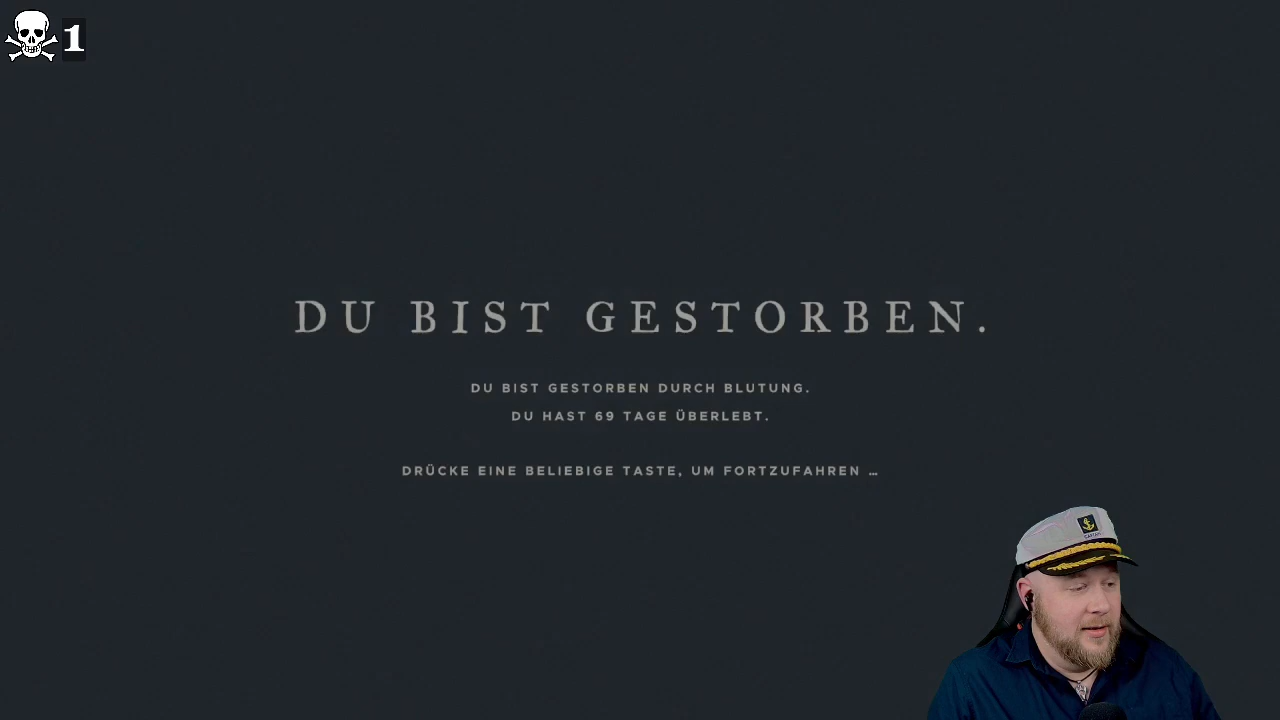 1
DU BIST GESTORBEN.
DU BIST GESTORBEN DURCH BLUTUNG.
DU HAST 69 TAGE ÜBERLEBT.
DRÜCKE EINE BELIEBIGE TASTE, UM FORTZUFAHREN …